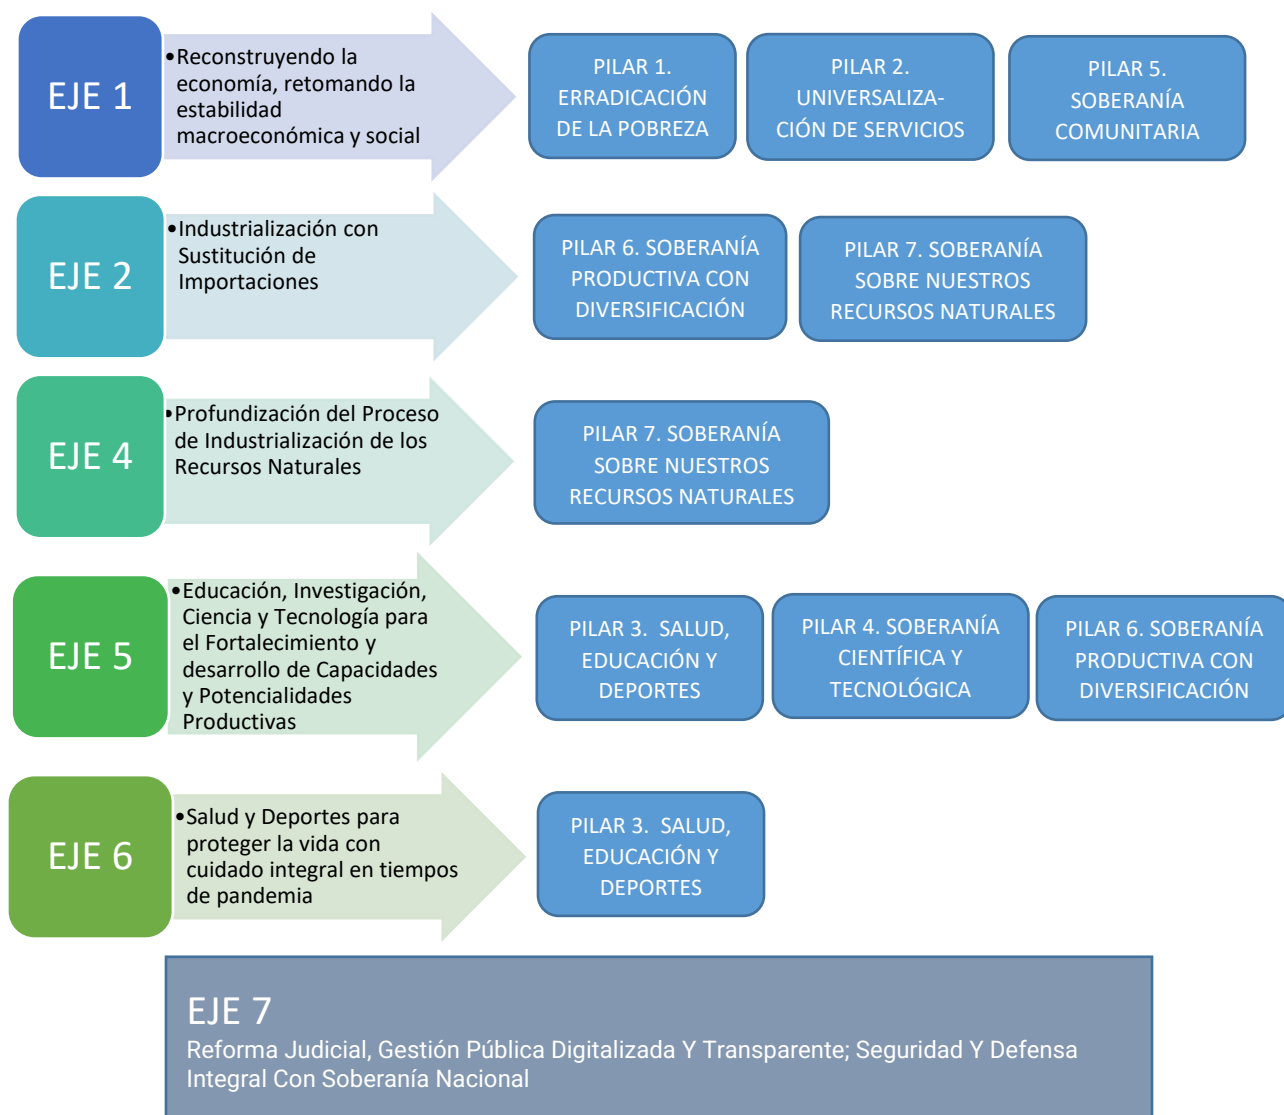 EJE 1
•Reconstruyendo la
economía, retomando la
estabilidad
macroeconómica y social
PILAR 1.
ERRADICACIÓN
DE LA POBREZA
PILAR 2.
UNIVERSALIZA-
CIÓN DE SERVICIOS
PILAR 5.
SOBERANÍA
COMUNITARIA
EJE 2
•Industrialización con
Sustitución de
Importaciones
PILAR 6. SOBERANÍA
PRODUCTIVA CON
DIVERSIFICACIÓN
PILAR 7. SOBERANÍA
SOBRE NUESTROS
RECURSOS NATURALES
EJE 4
•Profundización del Proceso
de Industrialización de los
Recursos Naturales
PILAR 7. SOBERANÍA
SOBRE NUESTROS
RECURSOS NATURALES
EJE 5
•Educación, Investigación,
Ciencia y Tecnología para
el Fortalecimiento y
desarrollo de Capacidades
y Potencialidades
Productivas
PILAR 3. SALUD,
EDUCACIÓN Y
DEPORTES
PILAR 4. SOBERANÍA
CIENTÍFICA Y
TECNOLÓGICA
PILAR 6. SOBERANÍA
PRODUCTIVA CON
DIVERSIFICACIÓN
EJE 6
•Salud y Deportes para
proteger la vida con
cuidado integral en tiempos
de pandemia
PILAR 3. SALUD,
EDUCACIÓN Y
DEPORTES
EJE 7
Reforma Judicial, Gestión Pública Digitalizada Y Transparente; Seguridad Y Defensa
Integral Con Soberanía Nacional